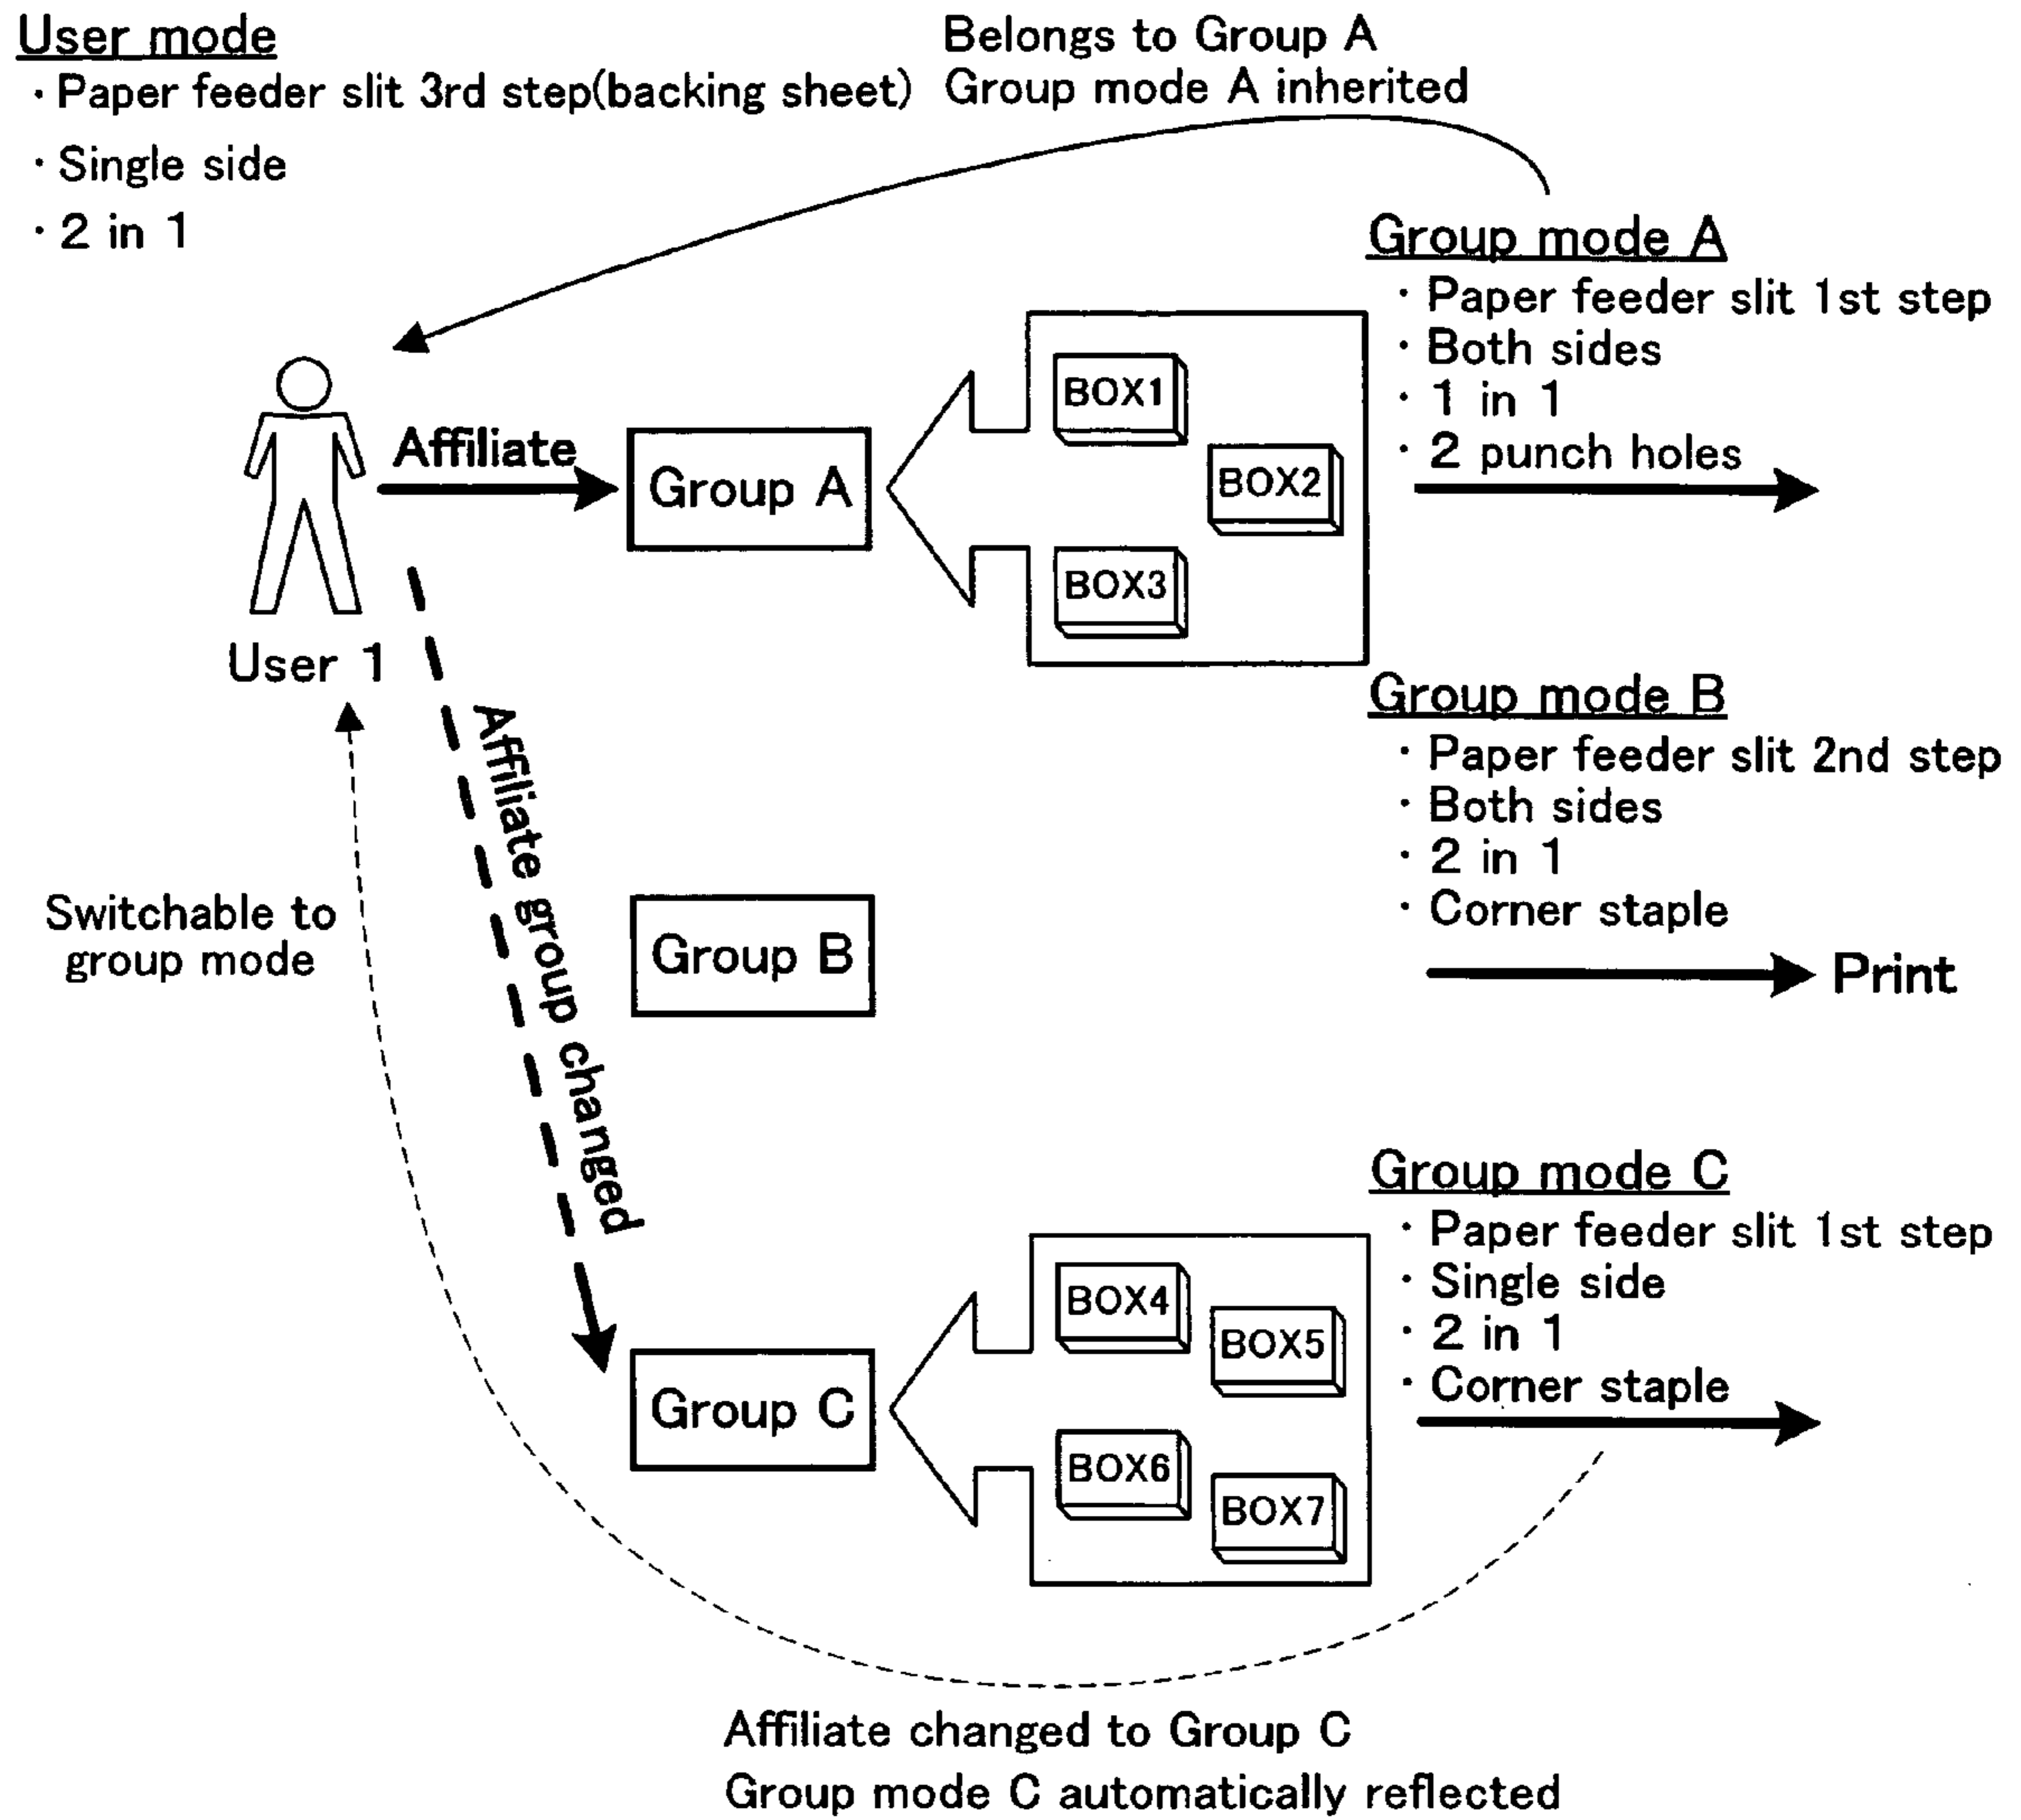 User mode
・Paper feeder slit 3rd step(backing sheet)
・Single side
・2 in 1
Belongs to Group A
Group mode A inherited
Group mode A
・Paper feeder slit 1st step
・Both sides
・1 in 1
・2 punch holes
Affiliate
Group A
BOX1
BOX2
BOX3
User 1
Affiliate group changed
Switchable to
group mode
Group B
Group mode B
・Paper feeder slit 2nd step
・Both sides
・2 in 1
・Corner staple
Print
Group mode C
・Paper feeder slit 1st step
・Single side
・2 in 1
・Corner staple
Group C
BOX4
BOX5
BOX6
BOX7
Affiliate changed to Group C
Group mode C automatically reflected